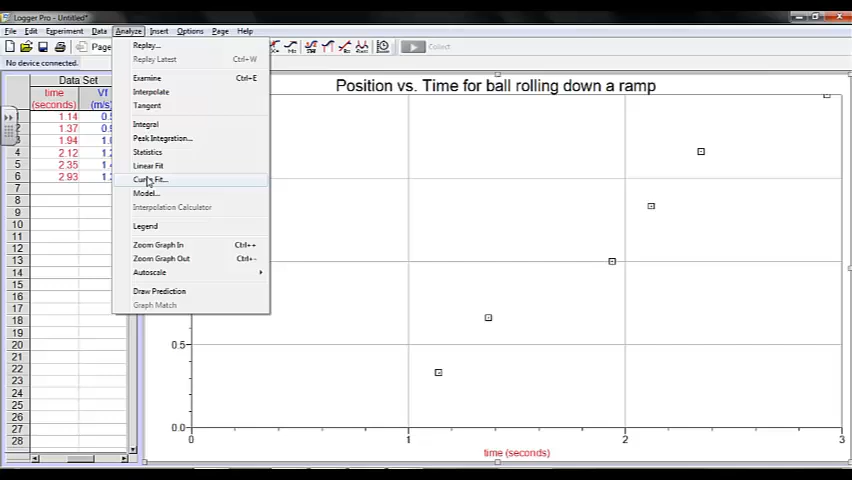 Logger Pro - Untitled*
File Edit Experiment Data Analyze Insert Options Page Help
Page
Collect
No device connected.
Replay...
Replay Latest Ctrl+W
Examine Ctrl+E
Interpolate
Tangent
Integral
Peak Integration...
Statistics
Linear Fit
Curve Fit...
Model...
Interpolation Calculator
Legend
Zoom Graph In Ctrl++
Zoom Graph Out Ctrl+-
Autoscale
Draw Prediction
Graph Match
Data Set
time Vf
(seconds) (m/s)
1 1.14
2 1.37
3 1.94
4 2.12
5 2.35
6 2.93
7
8
9
10
11
12
13
14
15
16
17
18
19
20
21
22
23
24
25
26
27
28
Position vs. Time for ball rolling down a ramp
0.5
0.0
0 1 2 3
time (seconds)